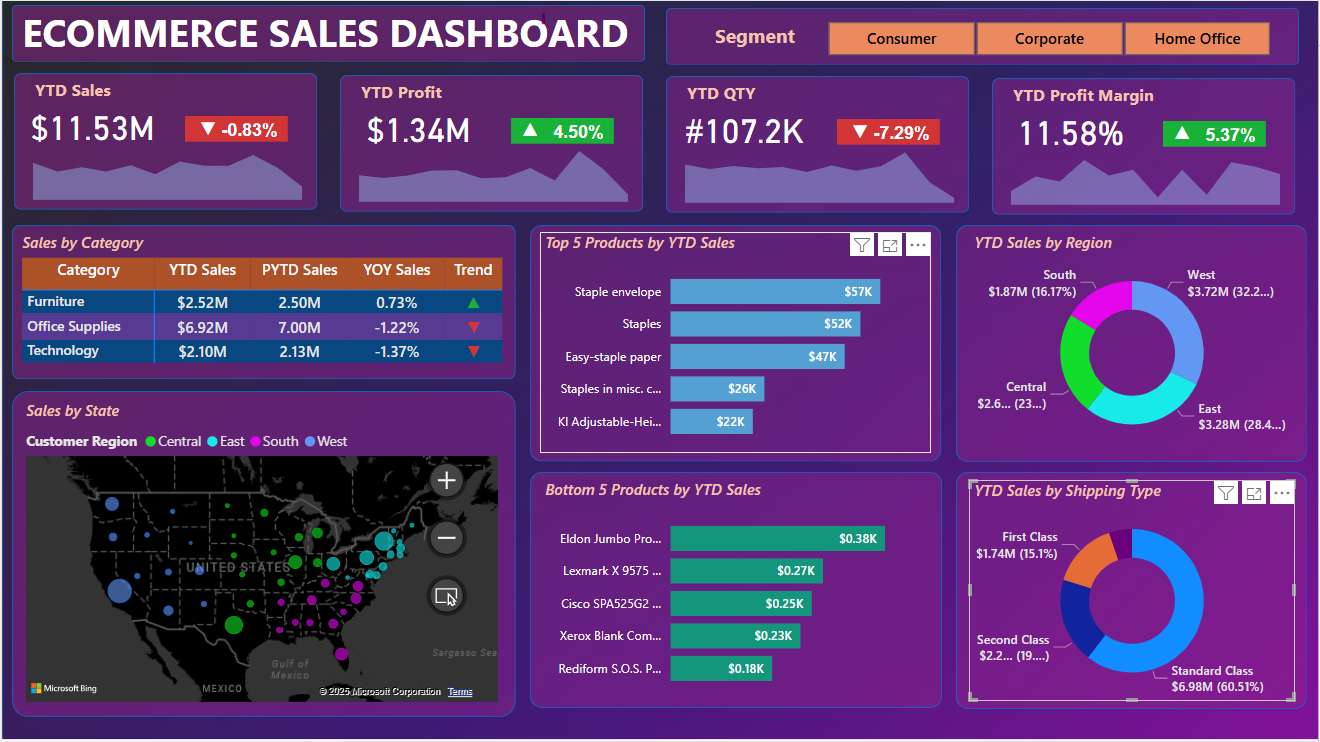 ECOMMERCE SALES DASHBOARD
Segment
Consumer
Corporate
Home Office
YTD Sales
$11.53M
▼ -0.83%
YTD Profit
$1.34M
▲ 4.50%
YTD QTY
#107.2K
▼ -7.29%
YTD Profit Margin
11.58%
▲ 5.37%
Sales by Category
Category YTD Sales PYTD Sales YOY Sales Trend
Furniture $2.52M 2.50M 0.73% ▲
Office Supplies $6.92M 7.00M -1.22% ▼
Technology $2.10M 2.13M -1.37% ▼
Top 5 Products by YTD Sales
Staple envelope $57K
Staples $52K
Easy-staple paper $47K
Staples in misc. c... $26K
KI Adjustable-Hei... $22K
YTD Sales by Region
South
$1.87M (16.17%)
West
$3.72M (32.2...)
Central
$2.6... (23...)
East
$3.28M (28.4...)
Sales by State
Customer Region Central East South West
UNITED STATES
Gulf of
Mexico
Sargasso Sea
MEXICO
Microsoft Bing
© 2025 Microsoft Corporation Terms
Bottom 5 Products by YTD Sales
Eldon Jumbo Pro... $0.38K
Lexmark X 9575 ... $0.27K
Cisco SPA525G2 ... $0.25K
Xerox Blank Com... $0.23K
Rediform S.O.S. P... $0.18K
YTD Sales by Shipping Type
First Class
$1.74M (15.1%)
Second Class
$2.2... (19....)
Standard Class
$6.98M (60.51%)